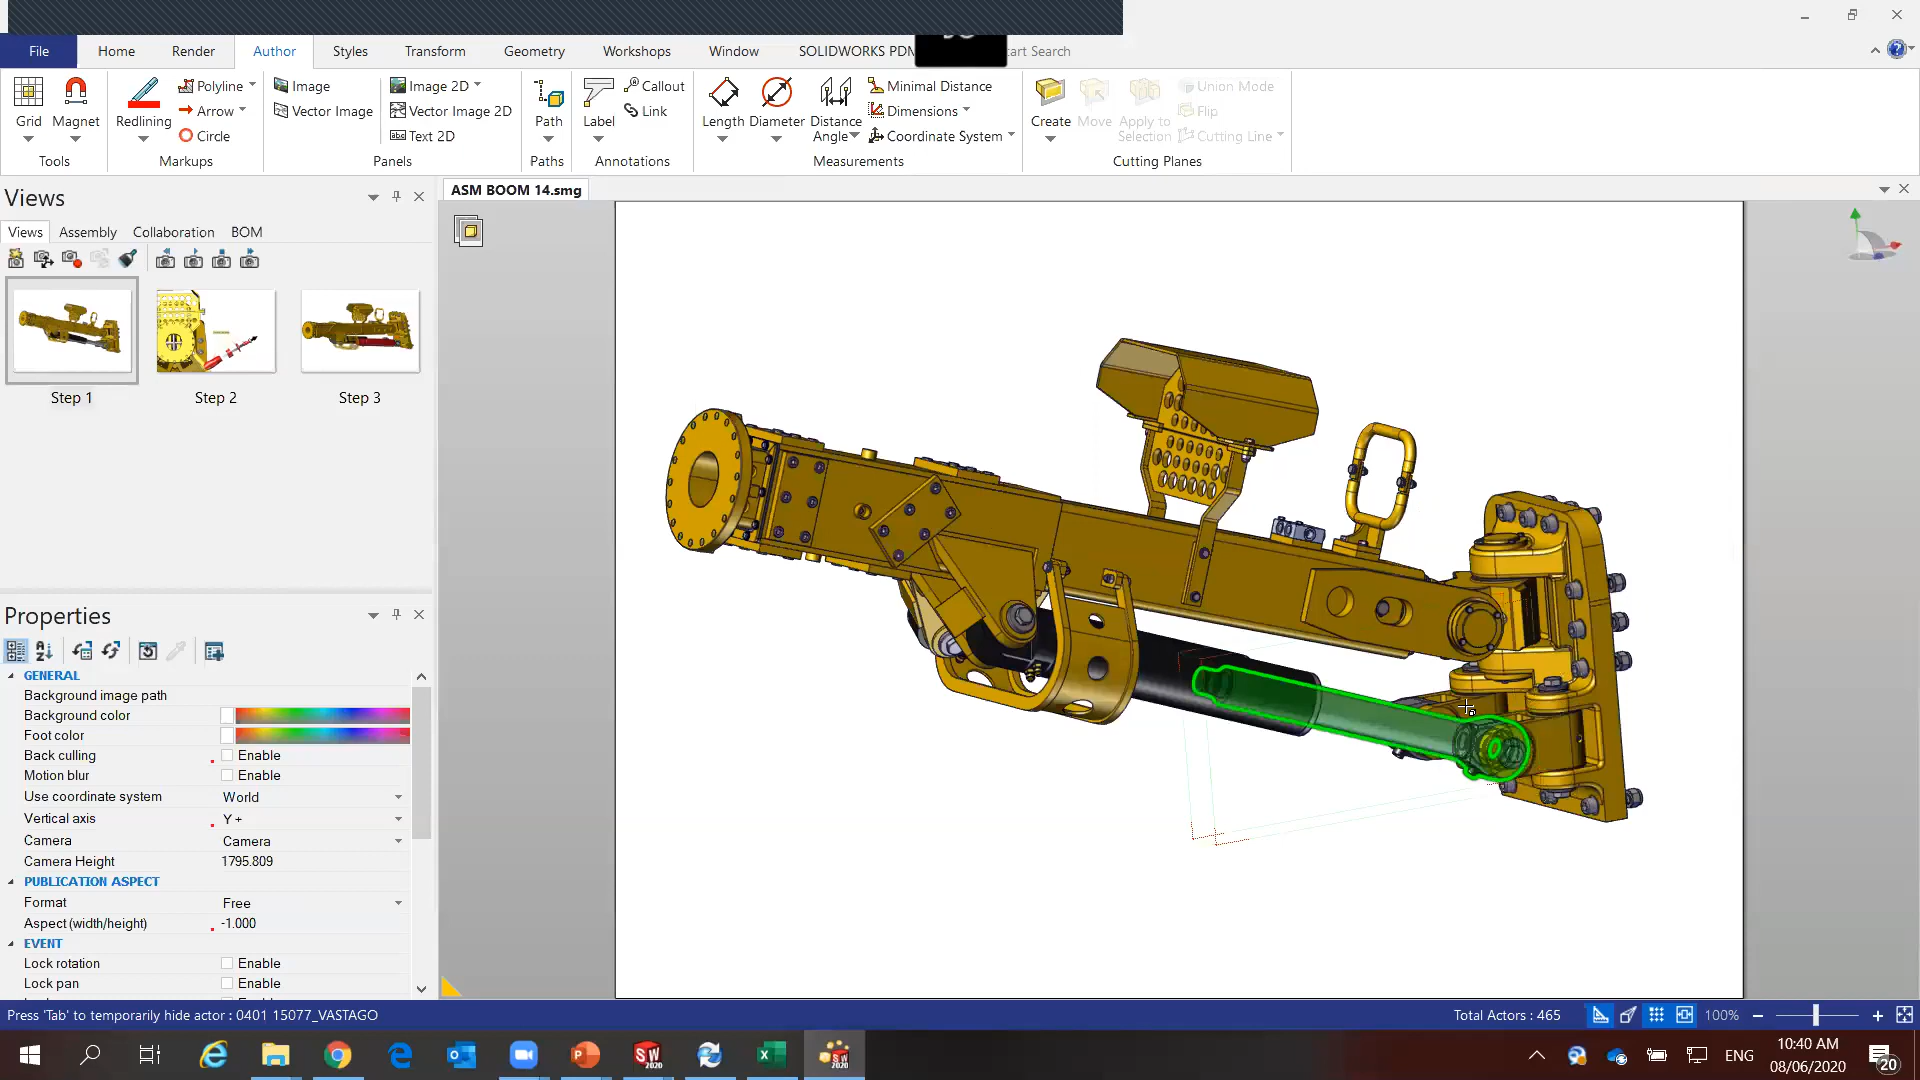 File Home Render Author Styles Transform Geometry Workshops Window SOLIDWORKS PDM Start Search
Grid Magnet Redlining Polyline Arrow Circle
Image Vector Image Image 2D Vector Image 2D Text 2D
Path Label Callout Link
Length Diameter Distance Angle Minimal Distance Dimensions Coordinate System
Create Move Apply to Selection Union Mode Flip Cutting Line
Tools Markups Panels Paths Annotations Measurements Cutting Planes
Views
ASM BOOM 14.smg
Views Assembly Collaboration BOM
Step 1 Step 2 Step 3
Properties
GENERAL
Background image path
Background color
Foot color
Back culling Enable
Motion blur Enable
Use coordinate system World
Vertical axis Y +
Camera Camera
Camera Height 1795.809
PUBLICATION ASPECT
Format Free
Aspect (width/height) -1.000
EVENT
Lock rotation Enable
Lock pan Enable
Press 'Tab' to temporarily hide actor : 0401 15077_VASTAGO
Total Actors : 465
100%
ENG
10:40 AM
08/06/2020
20